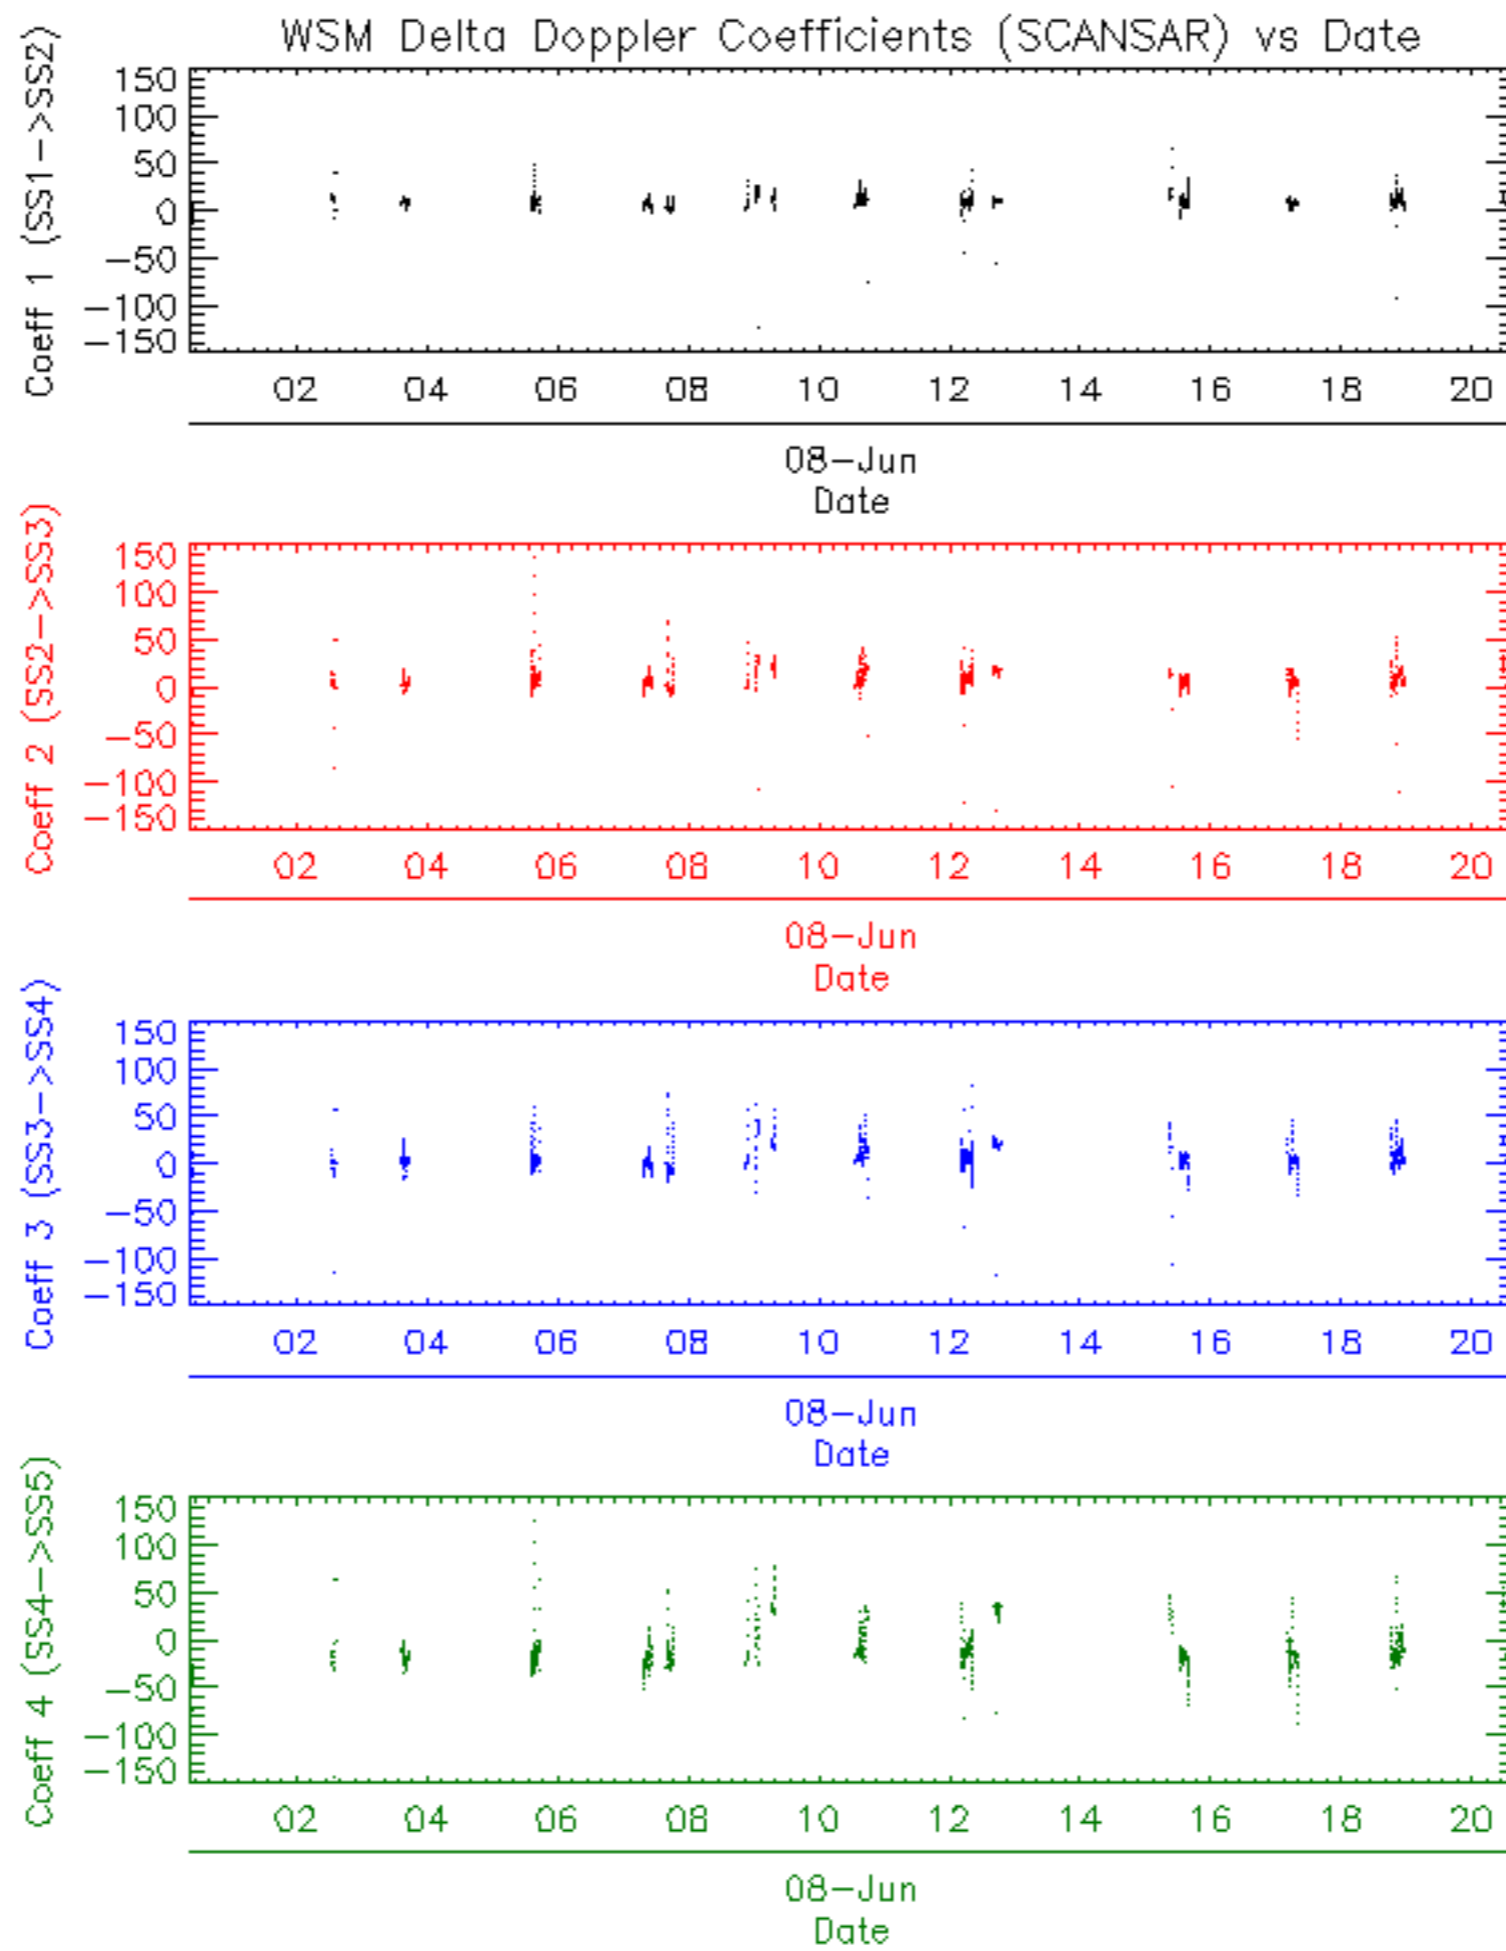 WSM Delta Doppler Coefficients (SCANSAR) vs Date
Coeff 1 (SS1->SS2)
150
100
50
0
-50
-100
-150
02 04 06 08 10 12 14 16 18 20
08-Jun
Date
Coeff 2 (SS2->SS3)
150
100
50
0
-50
-100
-150
02 04 06 08 10 12 14 16 18 20
08-Jun
Date
Coeff 3 (SS3->SS4)
150
100
50
0
-50
-100
-150
02 04 06 08 10 12 14 16 18 20
08-Jun
Date
Coeff 4 (SS4->SS5)
150
100
50
0
-50
-100
-150
02 04 06 08 10 12 14 16 18 20
08-Jun
Date